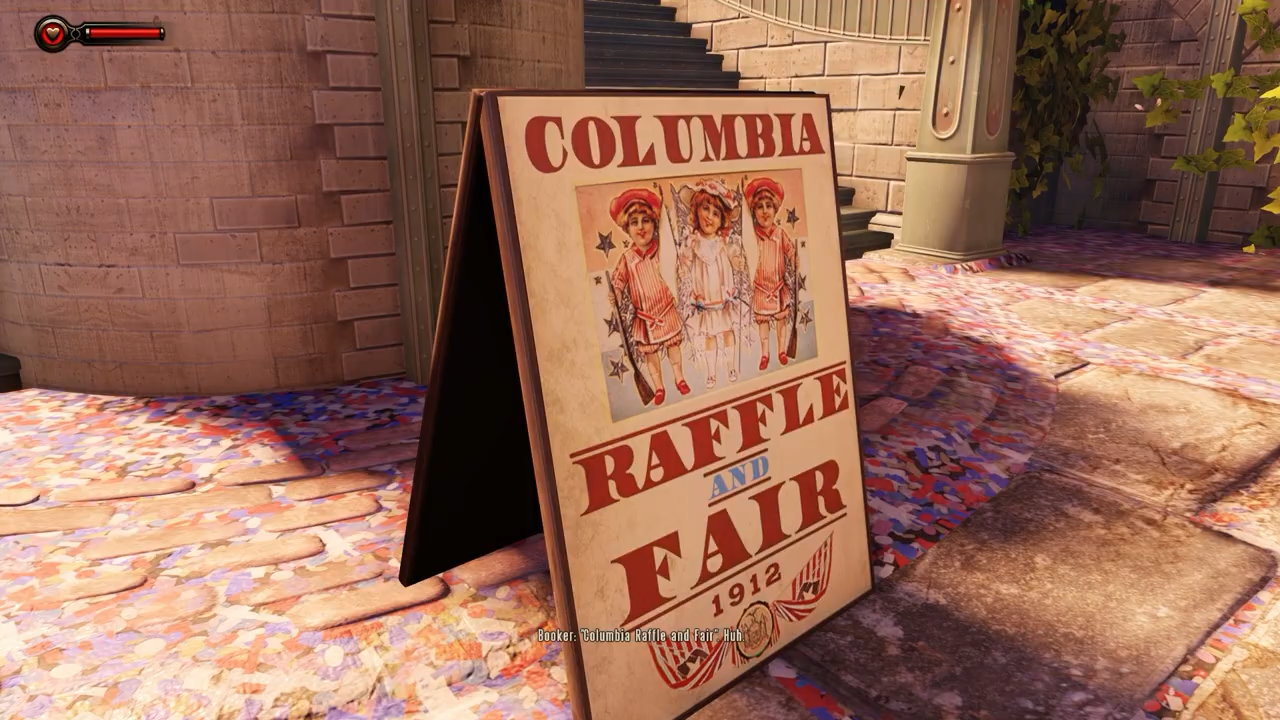 COLUMBIA
RAFFLE
AND
FAIR
1912
Booker: "Columbia Raffle and Fair" Huh.